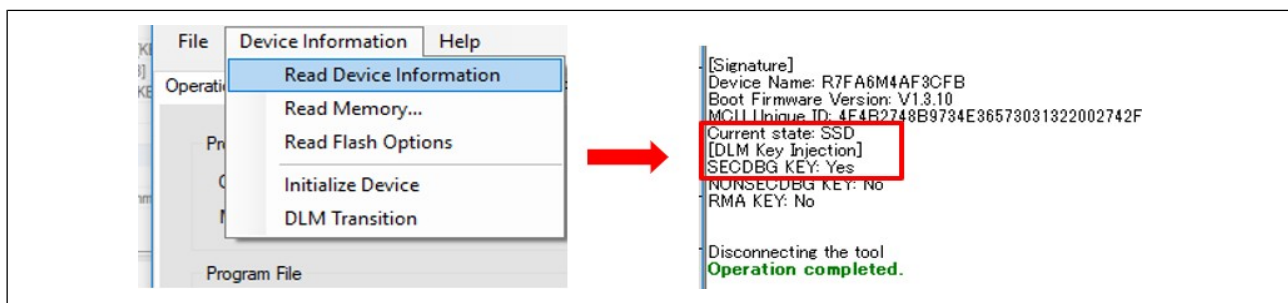 File Device Information Help
Read Device Information
Read Memory...
Read Flash Options
Initialize Device
DLM Transition
Program File
[Signature]
Device Name: R7FA6M4AF3CFB
Boot Firmware Version: V1.3.10
MCU Unique ID: 4E4B2748B9734E36573031322002742F
Current state: SSD
[DLM Key Injection]
SECDBG KEY: Yes
NONSECDBG KEY: No
RMA KEY: No
Disconnecting the tool
Operation completed.